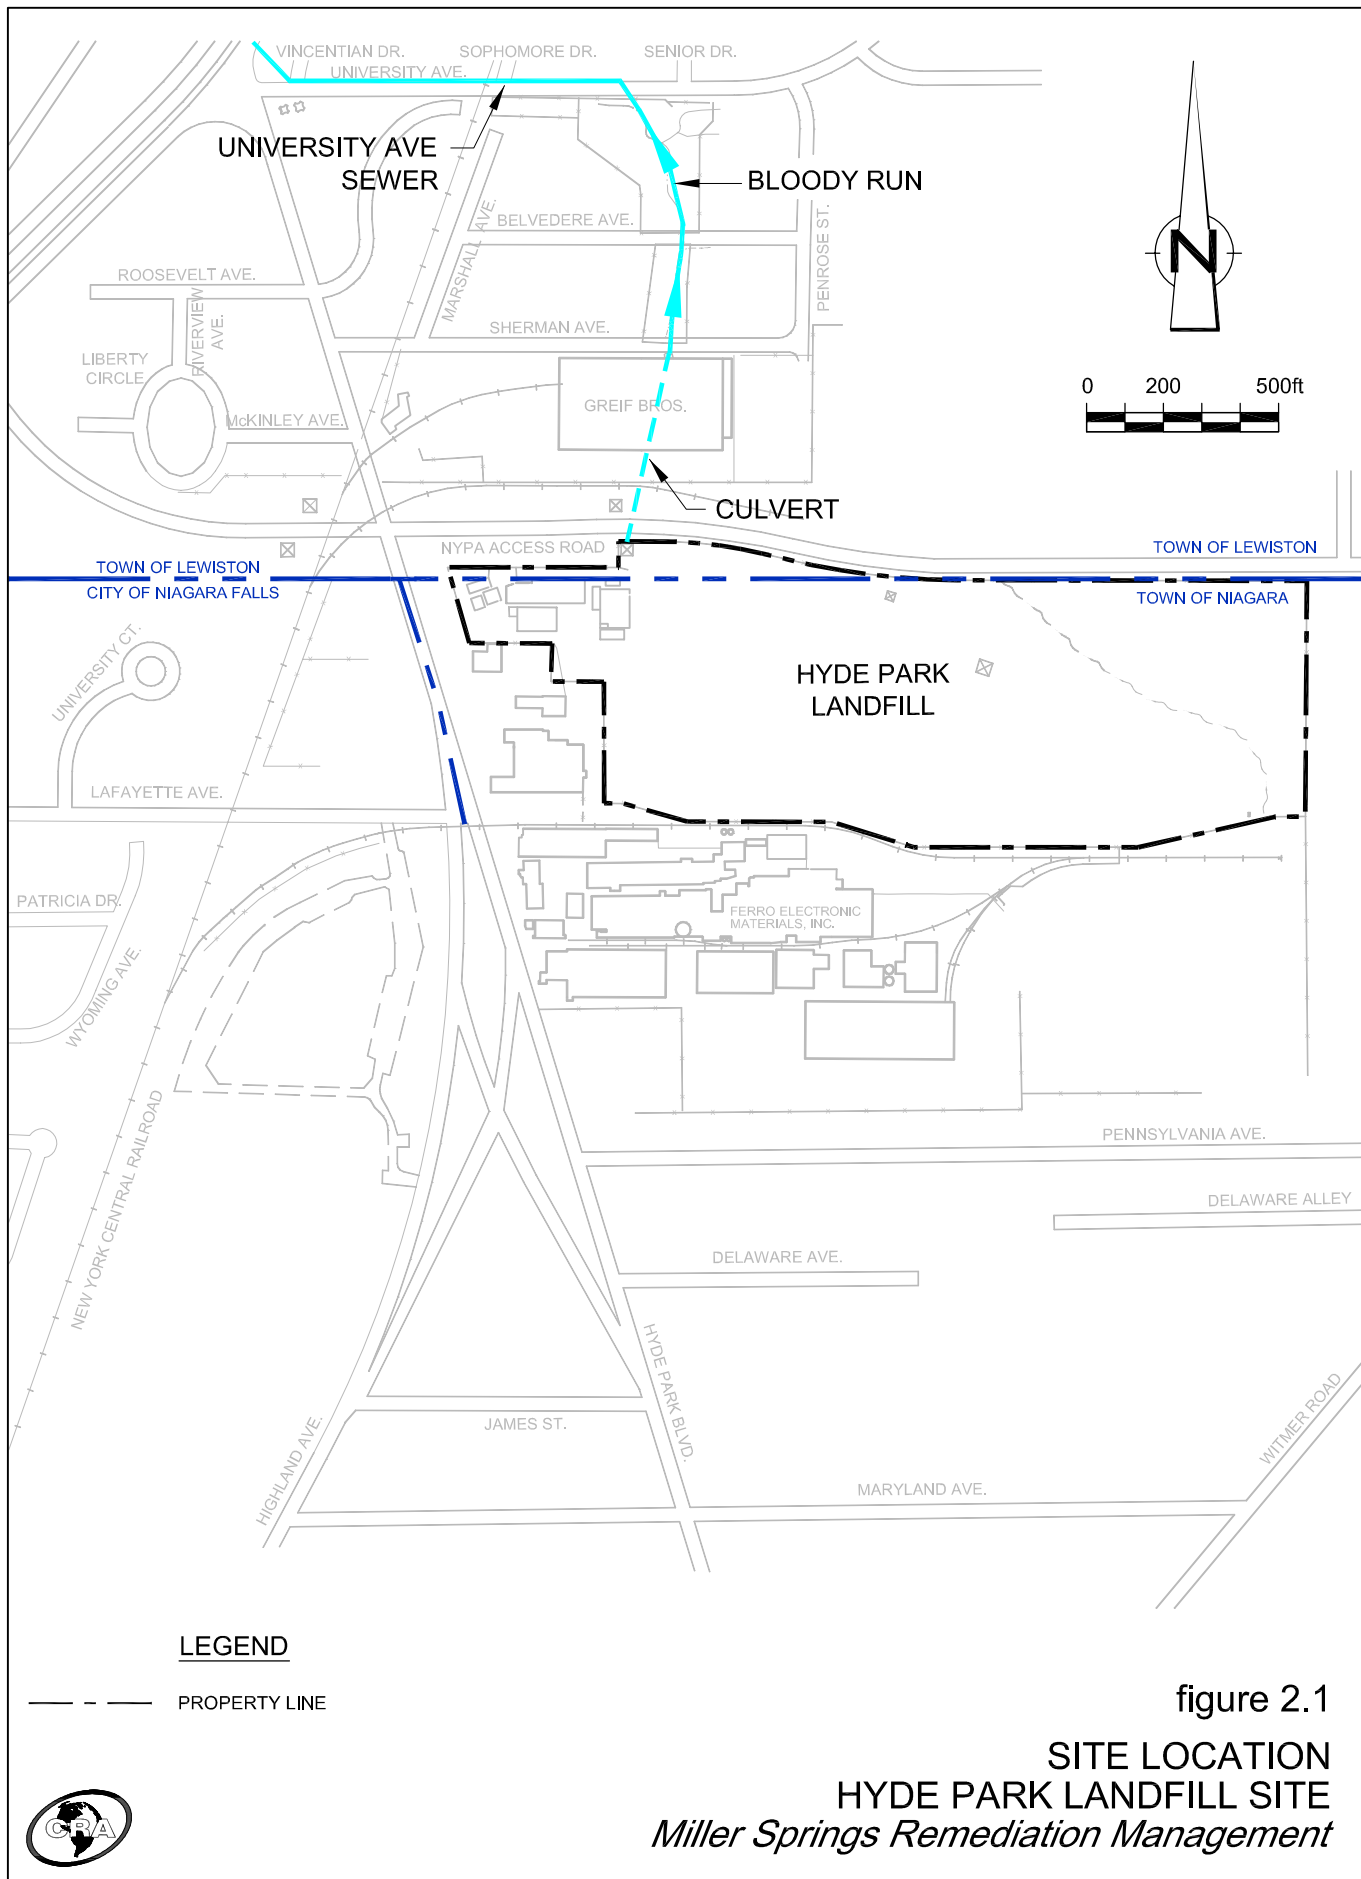 VINCENTIAN DR.
SOPHOMORE DR.
SENIOR DR.
UNIVERSITY AVE.
UNIVERSITY AVE
SEWER
BLOODY RUN
BELVEDERE AVE.
MARSHALL AVE.
PENROSE ST.
N
ROOSEVELT AVE.
RIVERVIEW
AVE.
SHERMAN AVE.
LIBERTY
CIRCLE
0 200 500ft
GREIF BROS.
McKINLEY AVE.
CULVERT
NYPA ACCESS ROAD
TOWN OF LEWISTON
TOWN OF LEWISTON
CITY OF NIAGARA FALLS
TOWN OF NIAGARA
UNIVERSITY CT.
HYDE PARK
LANDFILL
LAFAYETTE AVE.
PATRICIA DR.
FERRO ELECTRONIC
MATERIALS, INC.
WYOMING AVE.
NEW YORK CENTRAL RAILROAD
PENNSYLVANIA AVE.
DELAWARE ALLEY
DELAWARE AVE.
HYDE PARK BLVD.
JAMES ST.
HIGHLAND AVE.
WITMER ROAD
MARYLAND AVE.
LEGEND
PROPERTY LINE
figure 2.1
SITE LOCATION
HYDE PARK LANDFILL SITE
Miller Springs Remediation Management
CRA